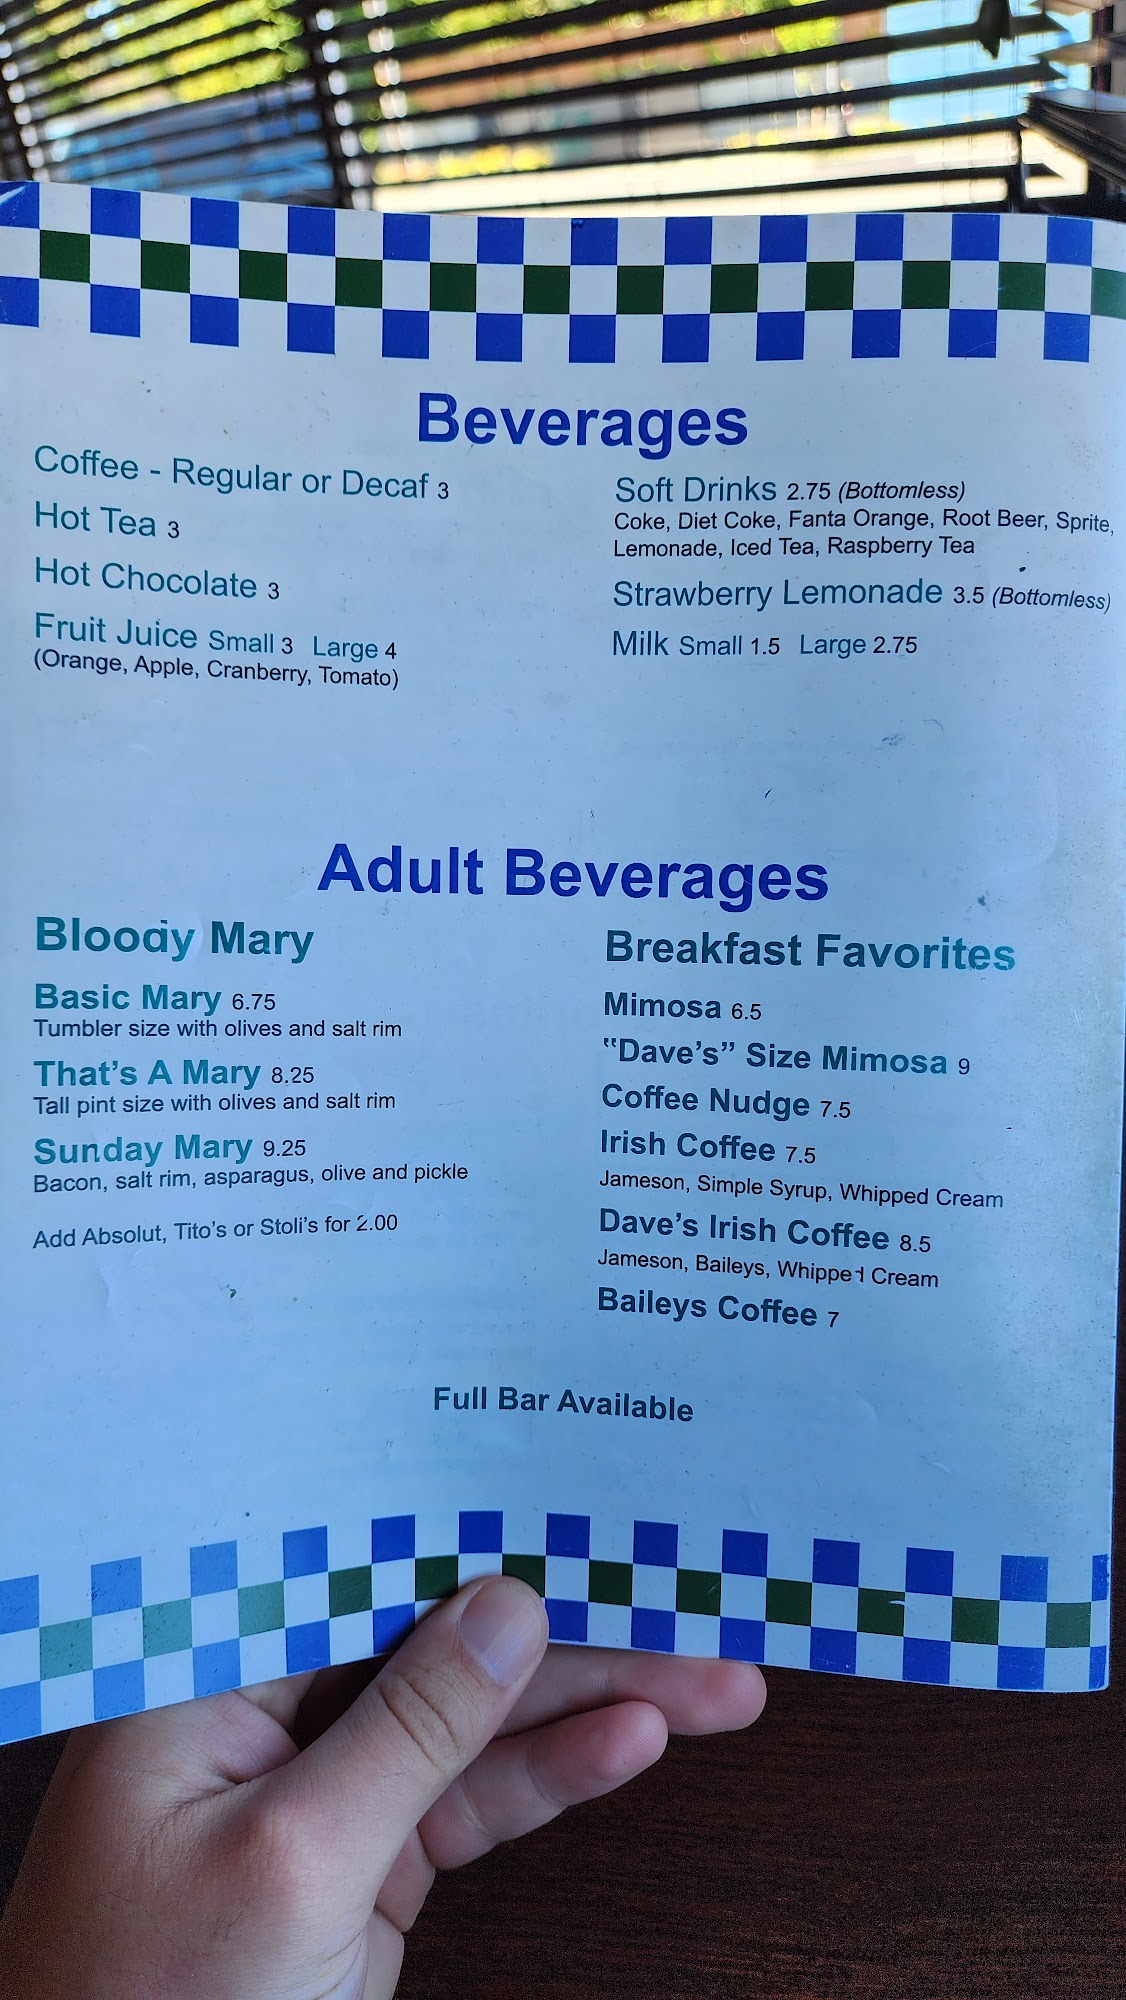 Beverages
Coffee - Regular or Decaf 3
Hot Tea 3
Hot Chocolate 3
Fruit Juice Small 3 Large 4
(Orange, Apple, Cranberry, Tomato)
Soft Drinks 2.75 (Bottomless)
Coke, Diet Coke, Fanta Orange, Root Beer, Sprite,
Lemonade, Iced Tea, Raspberry Tea
Strawberry Lemonade 3.5 (Bottomless)
Milk Small 1.5 Large 2.75
Adult Beverages
Bloody Mary
Basic Mary 6.75
Tumbler size with olives and salt rim
That's A Mary 8.25
Tall pint size with olives and salt rim
Sunday Mary 9.25
Bacon, salt rim, asparagus, olive and pickle
Add Absolut, Tito's or Stoli's for 2.00
Breakfast Favorites
Mimosa 6.5
"Dave's" Size Mimosa 9
Coffee Nudge 7.5
Irish Coffee 7.5
Jameson, Simple Syrup, Whipped Cream
Dave's Irish Coffee 8.5
Jameson, Baileys, Whipped Cream
Baileys Coffee 7
Full Bar Available